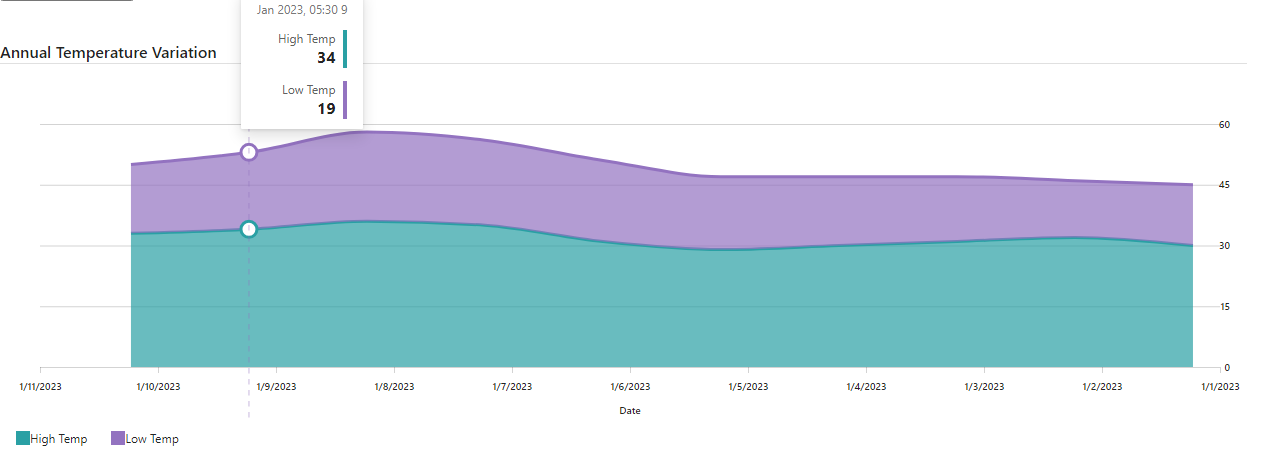 Jan 2023, 05:30 9
High Temp
34
Low Temp
19
Annual Temperature Variation
60
45
30
15
0
1/11/2023 1/10/2023 1/9/2023 1/8/2023 1/7/2023 1/6/2023 1/5/2023 1/4/2023 1/3/2023 1/2/2023 1/1/2023
Date
High Temp Low Temp